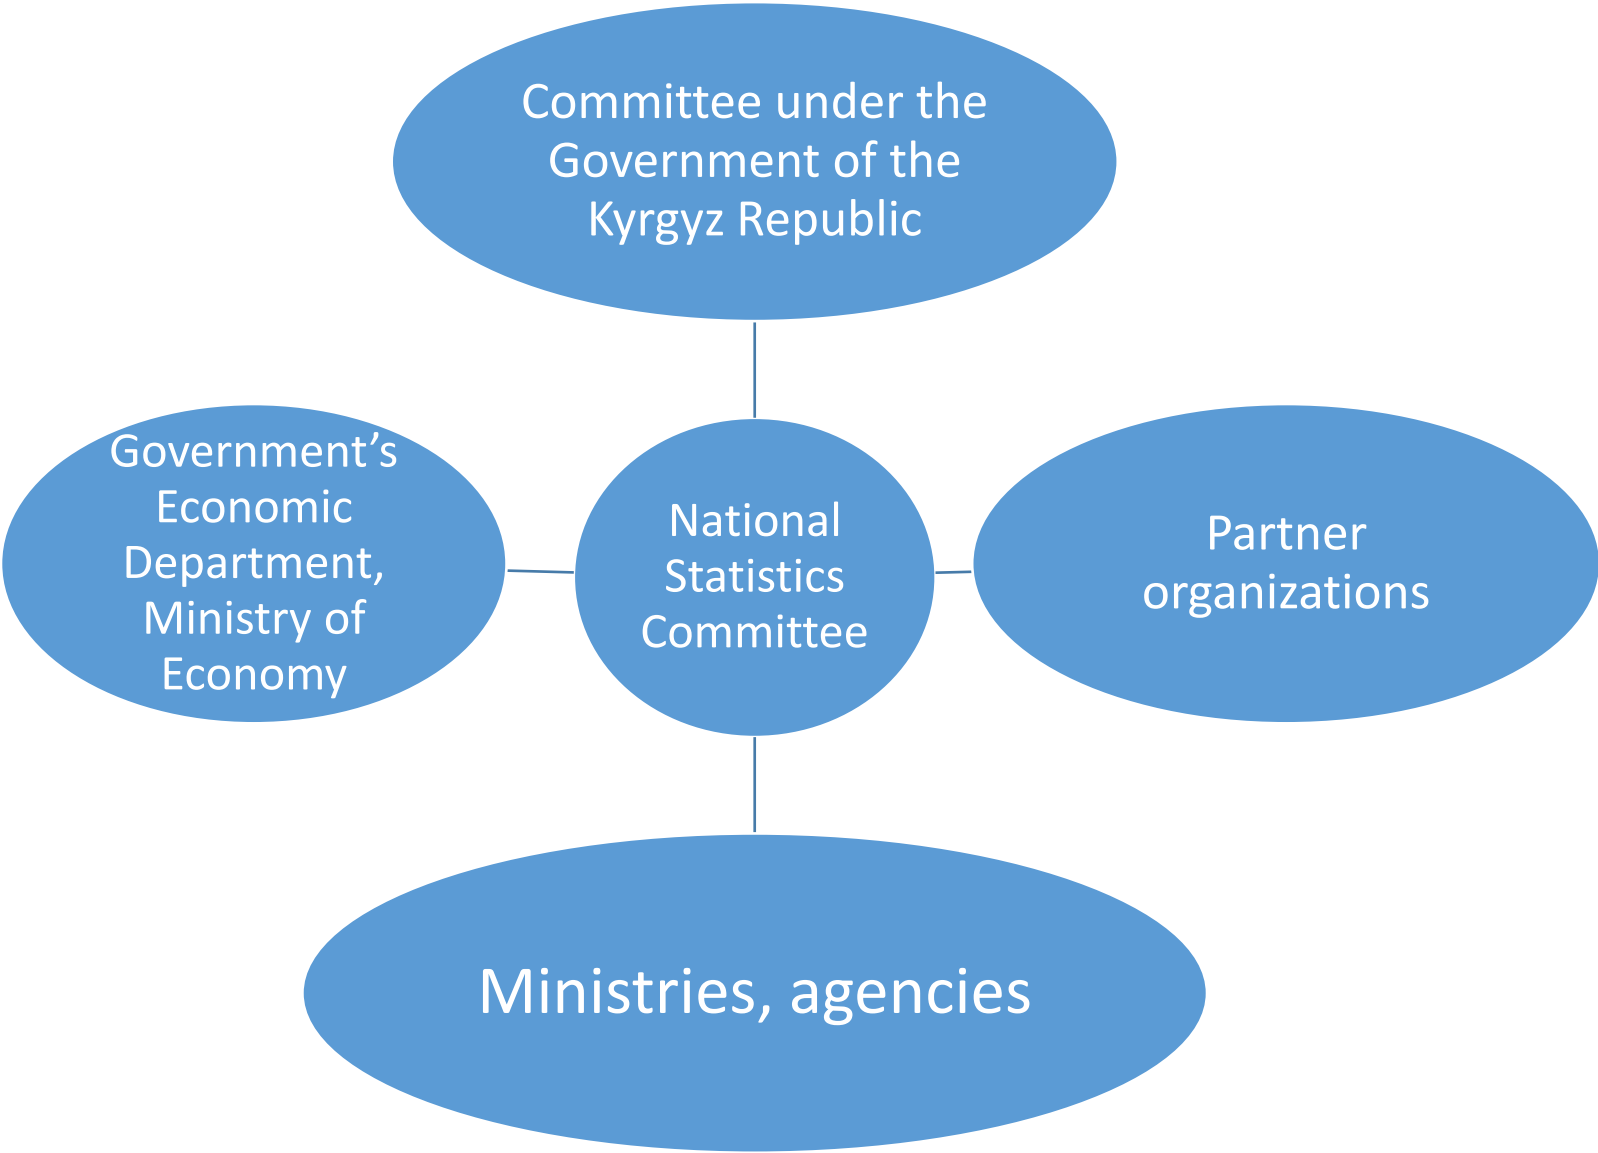 Committee under the
Government of the
Kyrgyz Republic
Government’s
Economic
Department,
Ministry of
Economy
National
Statistics
Committee
Partner
organizations
Ministries, agencies